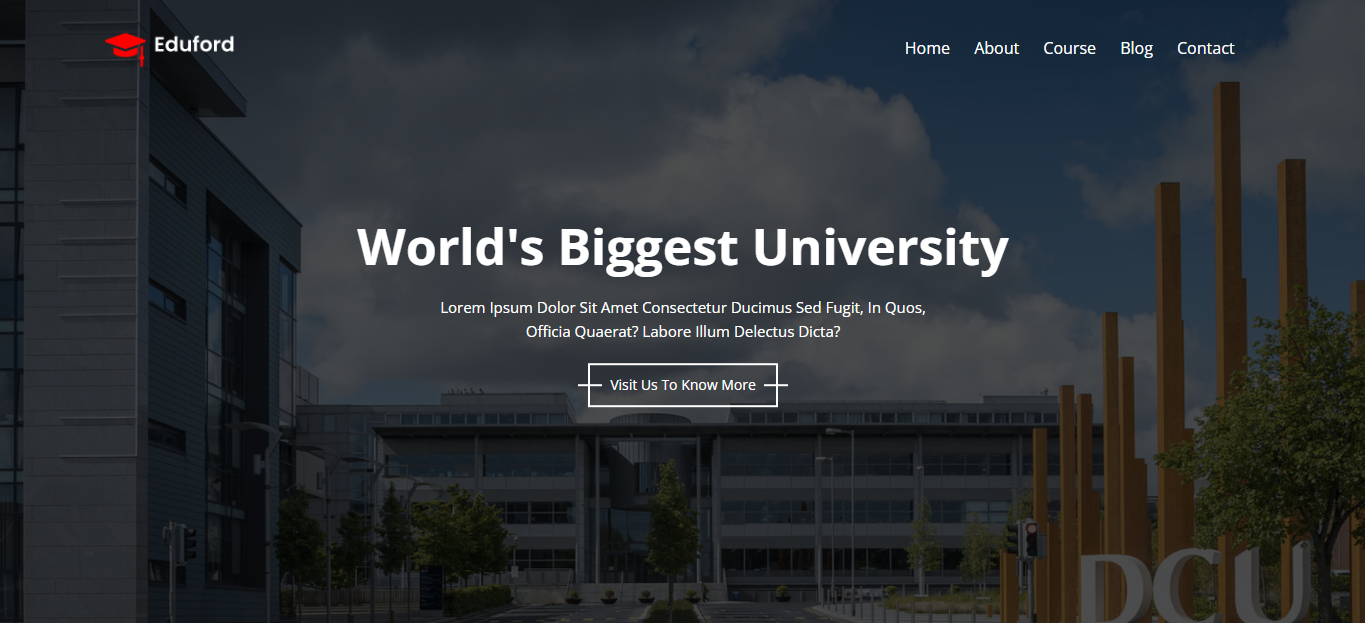 Eduford
Home About Course Blog Contact
World's Biggest University
Lorem Ipsum Dolor Sit Amet Consectetur Ducimus Sed Fugit, In Quos,
Officia Quaerat? Labore Illum Delectus Dicta?
Visit Us To Know More
DCU